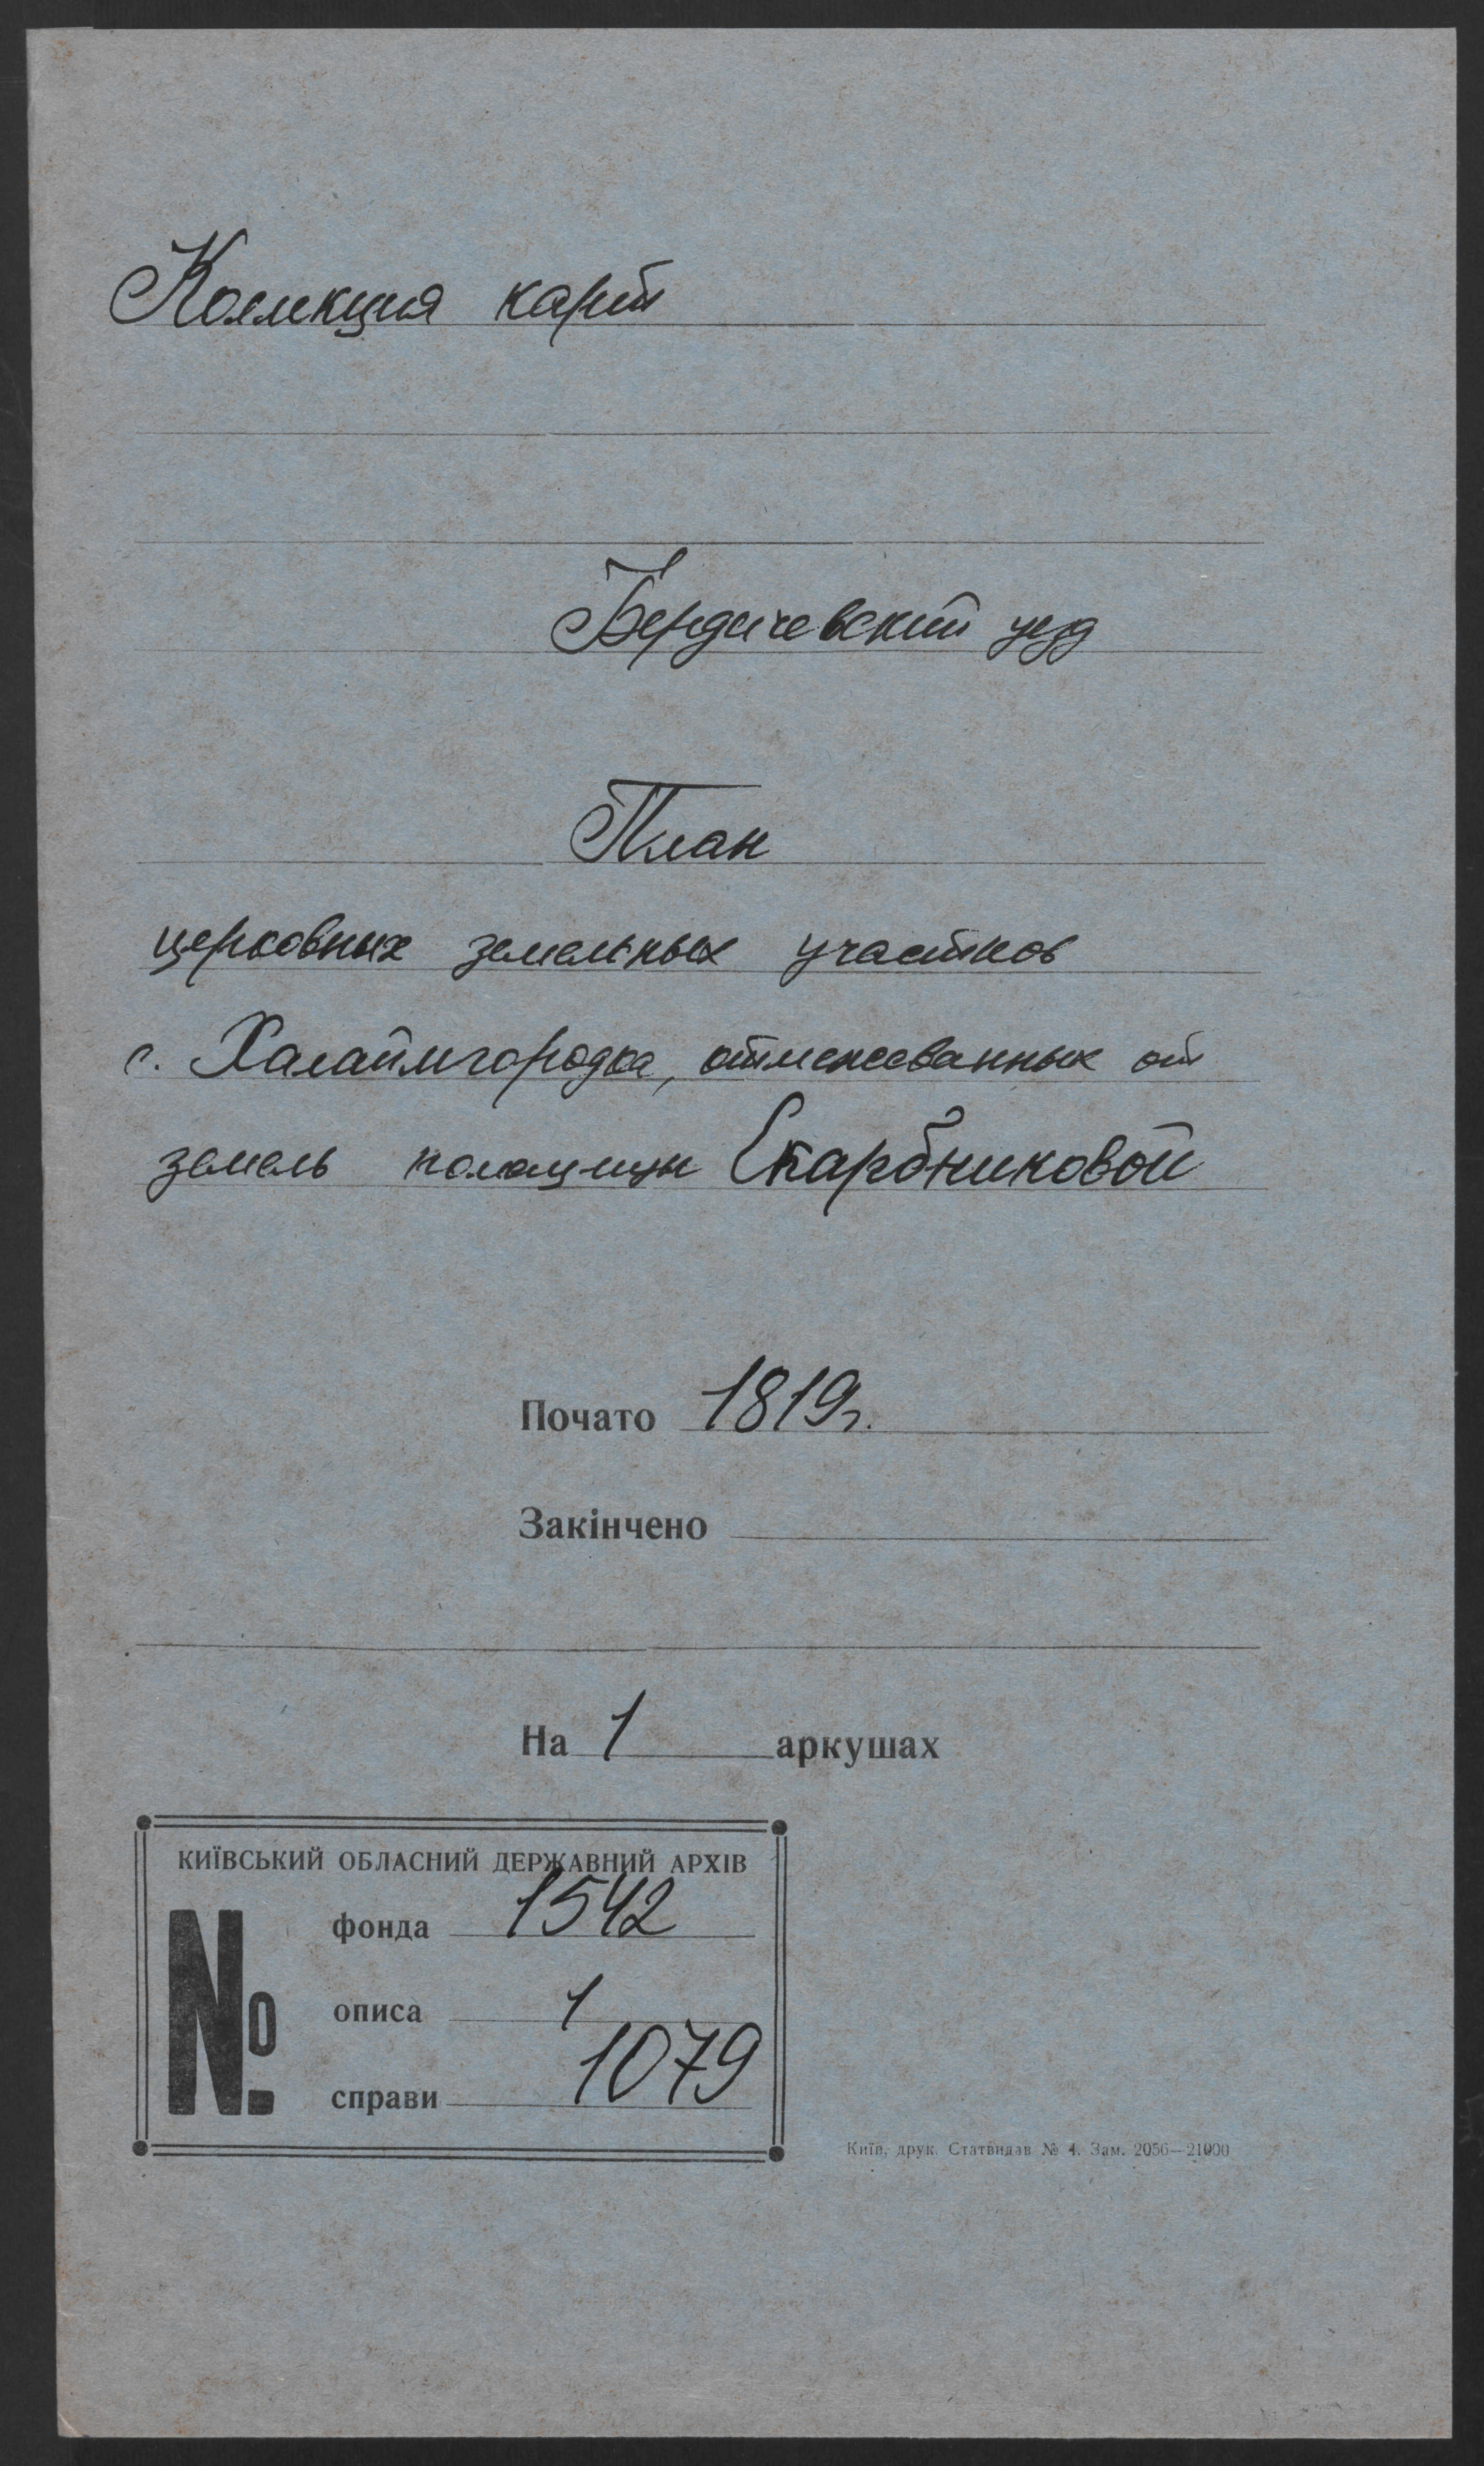 Коллекция карт
Бердичевский уезд
План
церковных земельных участков
с. Халаимгородка, отмежеванных от
земель помещицы Скарбниковой
Почато 1819г.
Закінчено
На 1 аркушах
КИЇВСЬКИЙ ОБЛАСНИЙ ДЕРЖАВНИЙ АРХІВ
№
фонда 1542
описа 1
справи 1079
Київ, друк. Статвидав № 4. Зам. 2056—21000